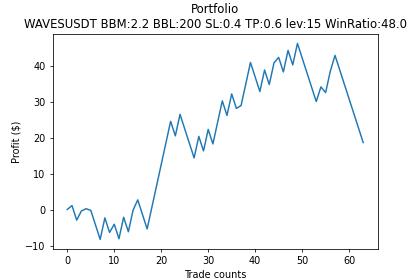 Portfolio
WAVESUSDT BBM:2.2 BBL:200 SL:0.4 TP:0.6 lev:15 WinRatio:48.0
Profit ($)
40
30
20
10
0
−10
0 10 20 30 40 50 60
Trade counts